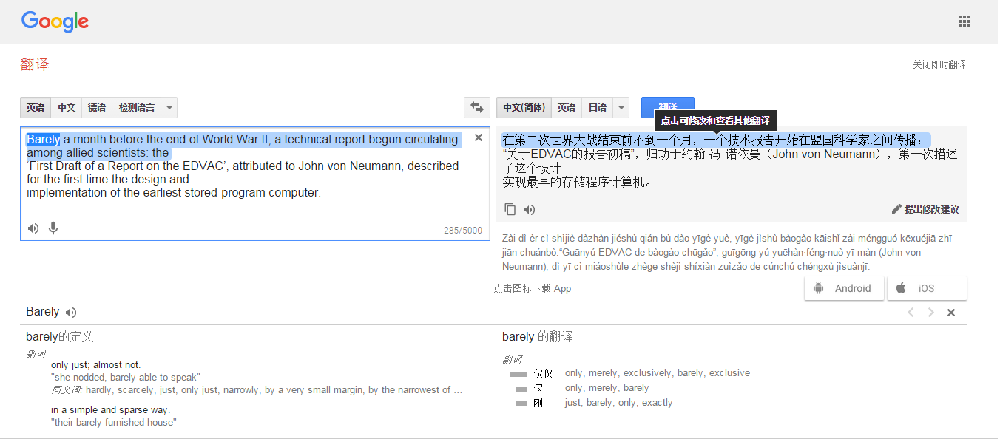 Google
翻译
关闭即时翻译
英语 中文 德语 检测语言
中文(简体) 英语 日语 翻译
点击可修改和查看其他翻译
Barely a month before the end of World War II, a technical report begun circulating
among allied scientists: the
‘First Draft of a Report on the EDVAC’, attributed to John von Neumann, described
for the first time the design and
implementation of the earliest stored-program computer.
285/5000
在第二次世界大战结束前不到一个月，一个技术报告开始在盟国科学家之间传播：
“关于EDVAC的报告初稿”，归功于约翰·冯·诺依曼（John von Neumann），第一次描述
了这个设计
实现最早的存储程序计算机。
提出修改建议
Zài dì èr cì shìjiè dàzhàn jiéshù qián bù dào yīgè yuè, yīgè jìshù bàogào kāishǐ zài méngguó kēxuéjiā zhī
jiān chuánbò:“Guānyú EDVAC de bàogào chūgǎo”, guīgōng yú yuēhàn·féng·nuò yī màn (John von
Neumann), dì yī cì miáoshùle zhège shèjì shíxiàn zuìzǎo de cúnchú chéngxù jìsuànjī.
点击图标下载 App
Android
iOS
Barely
barely的定义
副词
only just; almost not.
"she nodded, barely able to speak"
同义词: hardly, scarcely, just, only just, narrowly, by a very small margin, by the narrowest of ...
in a simple and sparse way.
"their barely furnished house"
barely 的翻译
副词
仅仅 only, merely, exclusively, barely, exclusive
仅 only, merely, barely
刚 just, barely, only, exactly